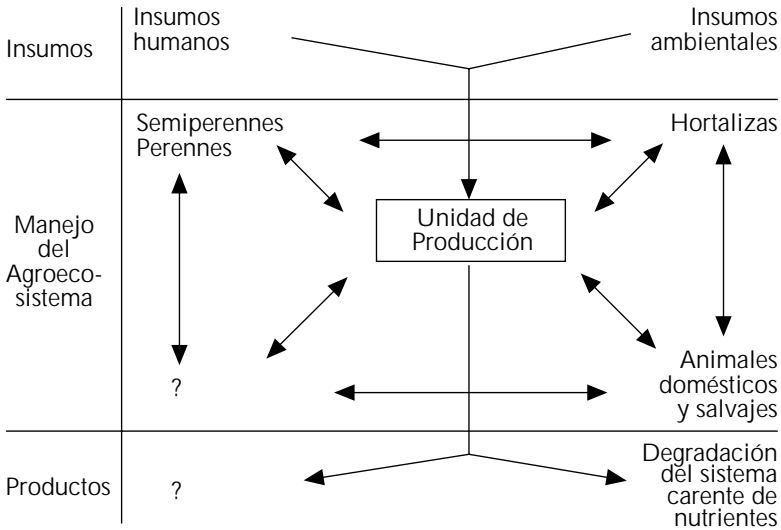 Insumos
Insumos
humanos
Insumos
ambientales
Manejo
del
Agroeco-
sistema
Semiperennes
Perennes
Hortalizas
Unidad de
Producción
?
Animales
domésticos
y salvajes
Productos
?
Degradación
del sistema
carente de
nutrientes